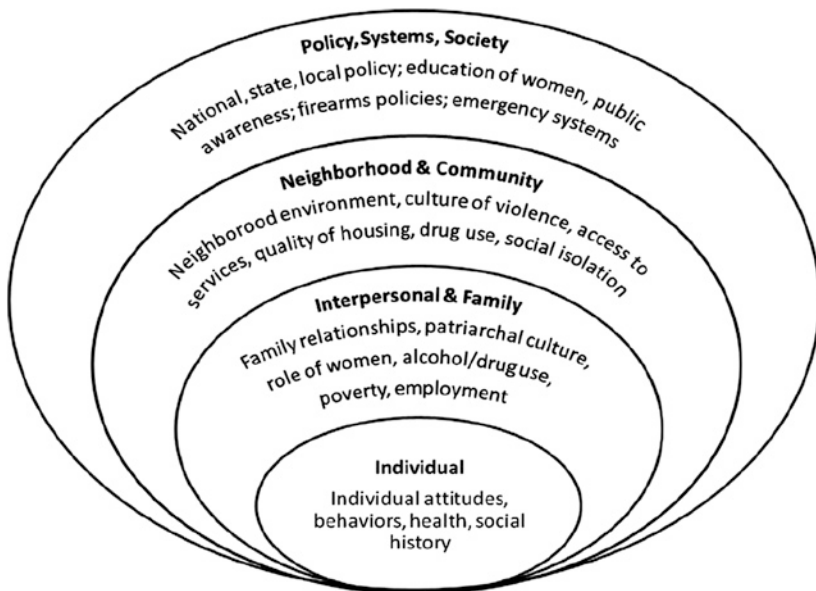 Policy, Systems, Society
National, state, local policy; education of women, public
awareness; firearms policies; emergency systems
Neighborhood & Community
Neighborood environment, culture of violence, access to
services, quality of housing, drug use, social isolation
Interpersonal & Family
Family relationships, patriarchal culture,
role of women, alcohol/drug use,
poverty, employment
Individual
Individual attitudes,
behaviors, health, social
history